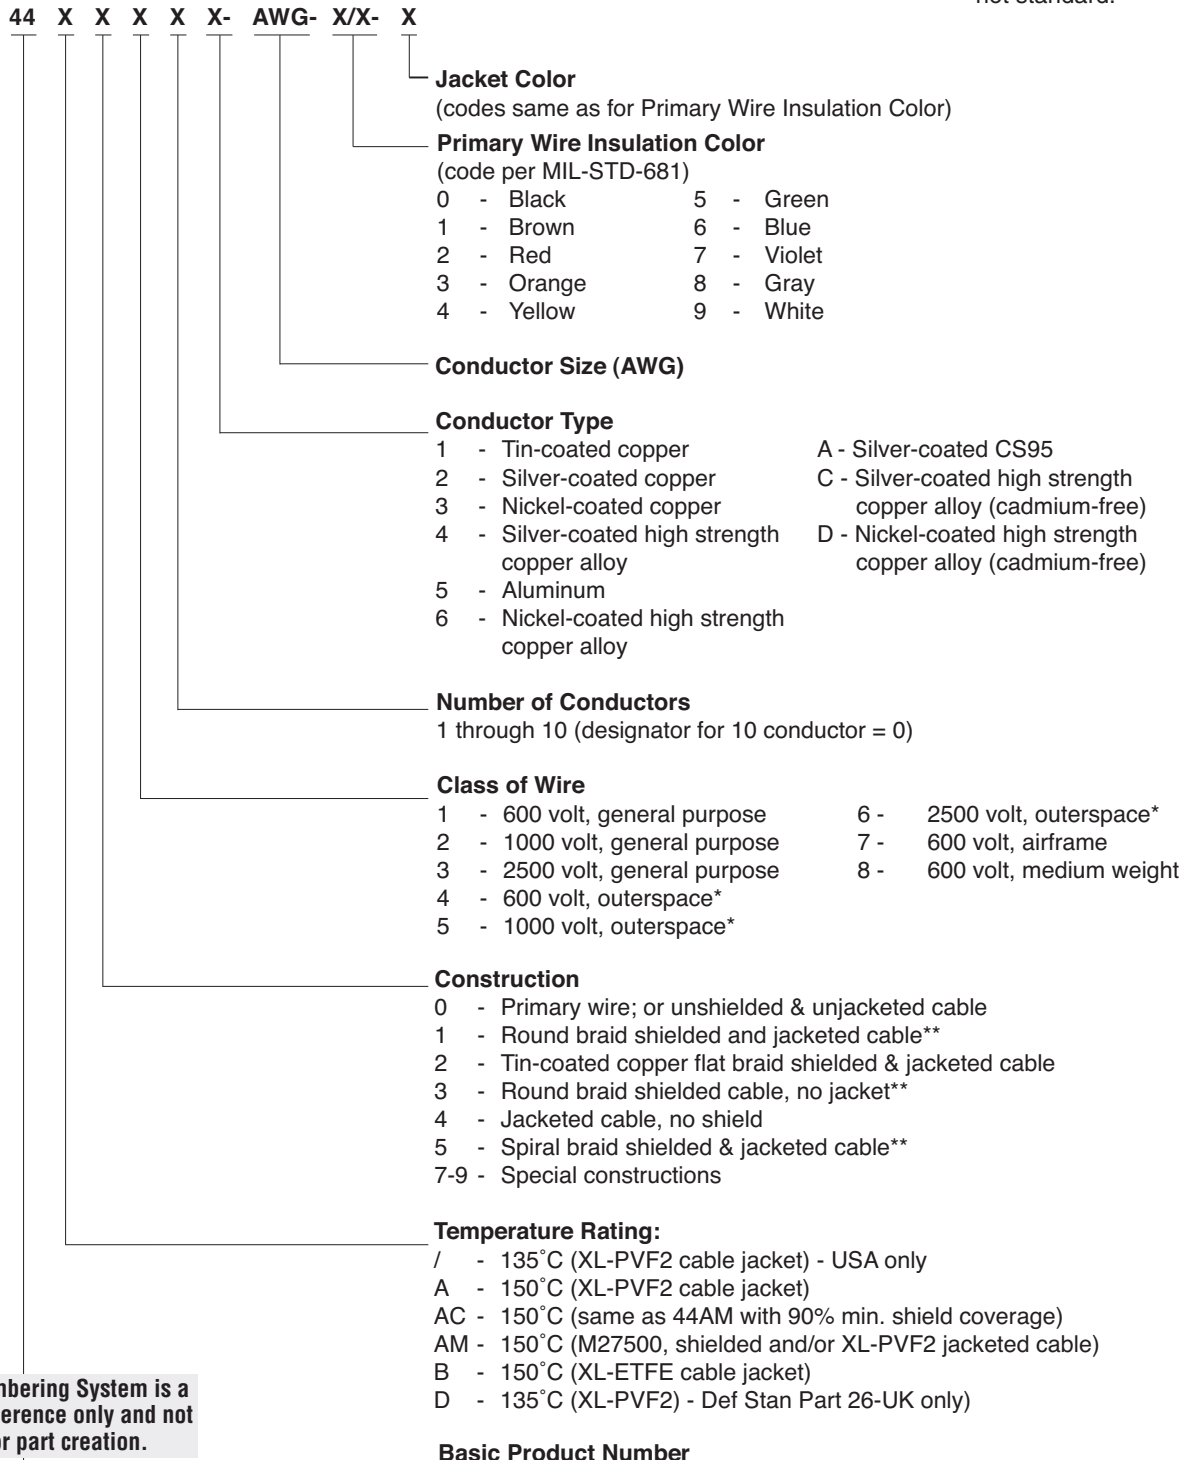 not standard.
44 X X X X X- AWG- X/X- X
Jacket Color
(codes same as for Primary Wire Insulation Color)
Primary Wire Insulation Color
(code per MIL-STD-681)
0 - Black 5 - Green
1 - Brown 6 - Blue
2 - Red 7 - Violet
3 - Orange 8 - Gray
4 - Yellow 9 - White
Conductor Size (AWG)
Conductor Type
1 - Tin-coated copper A - Silver-coated CS95
2 - Silver-coated copper C - Silver-coated high strength
3 - Nickel-coated copper copper alloy (cadmium-free)
4 - Silver-coated high strength D - Nickel-coated high strength
copper alloy copper alloy (cadmium-free)
5 - Aluminum
6 - Nickel-coated high strength
copper alloy
Number of Conductors
1 through 10 (designator for 10 conductor = 0)
Class of Wire
1 - 600 volt, general purpose 6 - 2500 volt, outerspace*
2 - 1000 volt, general purpose 7 - 600 volt, airframe
3 - 2500 volt, general purpose 8 - 600 volt, medium weight
4 - 600 volt, outerspace*
5 - 1000 volt, outerspace*
Construction
0 - Primary wire; or unshielded & unjacketed cable
1 - Round braid shielded and jacketed cable**
2 - Tin-coated copper flat braid shielded & jacketed cable
3 - Round braid shielded cable, no jacket**
4 - Jacketed cable, no shield
5 - Spiral braid shielded & jacketed cable**
7-9 - Special constructions
Temperature Rating:
/ - 135˚C (XL-PVF2 cable jacket) - USA only
A - 150˚C (XL-PVF2 cable jacket)
AC - 150˚C (same as 44AM with 90% min. shield coverage)
AM - 150˚C (M27500, shielded and/or XL-PVF2 jacketed cable)
B - 150˚C (XL-ETFE cable jacket)
D - 135˚C (XL-PVF2) - Def Stan Part 26-UK only)
mbering System is a
erence only and not
or part creation.
Basic Product Number